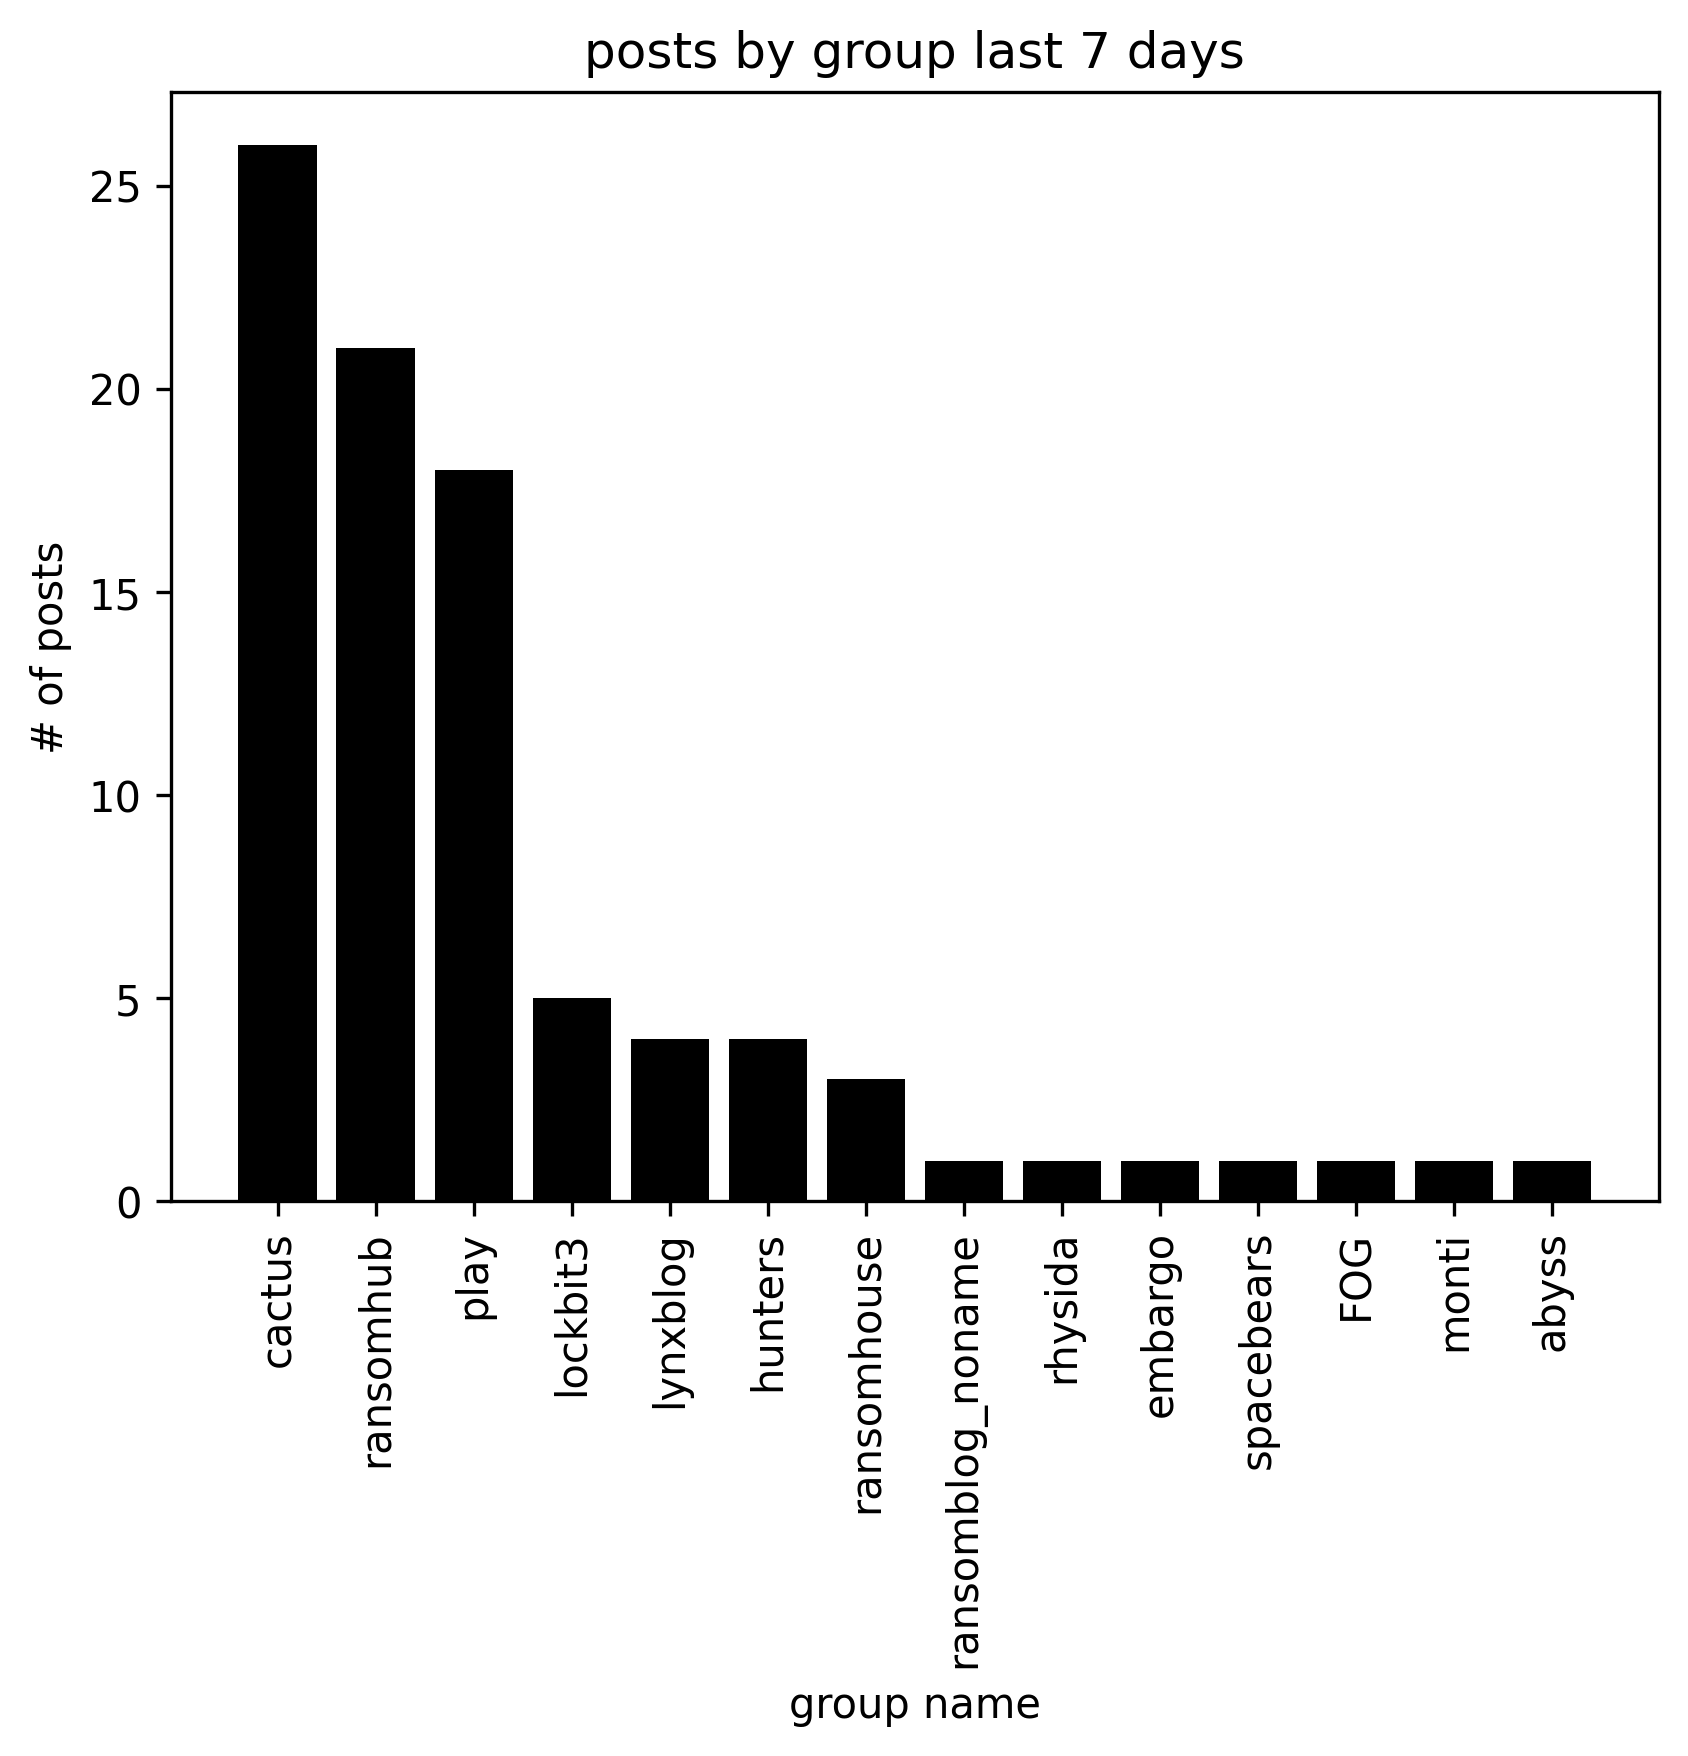 posts by group last 7 days
# of posts
25
20
15
10
5
0
cactus
ransomhub
play
lockbit3
lynxblog
hunters
ransomhouse
ransomblog_noname
rhysida
embargo
spacebears
FOG
monti
abyss
group name